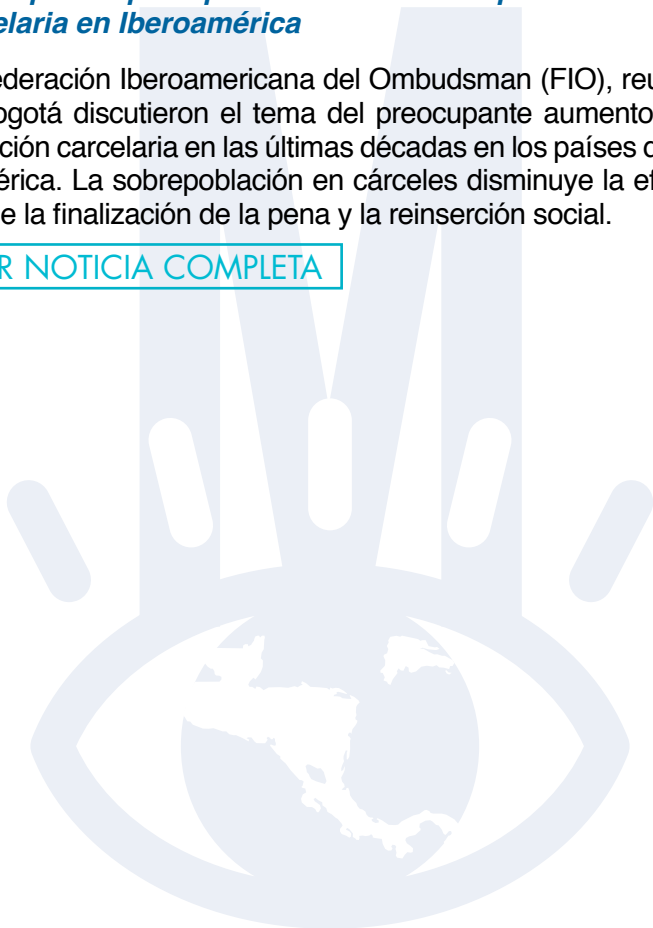 elaria en Iberoamérica
ederación Iberoamericana del Ombudsman (FIO), reu
ogotá discutieron el tema del preocupante aumento
ción carcelaria en las últimas décadas en los países
érica. La sobrepoblación en cárceles disminuye la
e la finalización de la pena y la reinserción social.
R NOTICIA COMPLETA